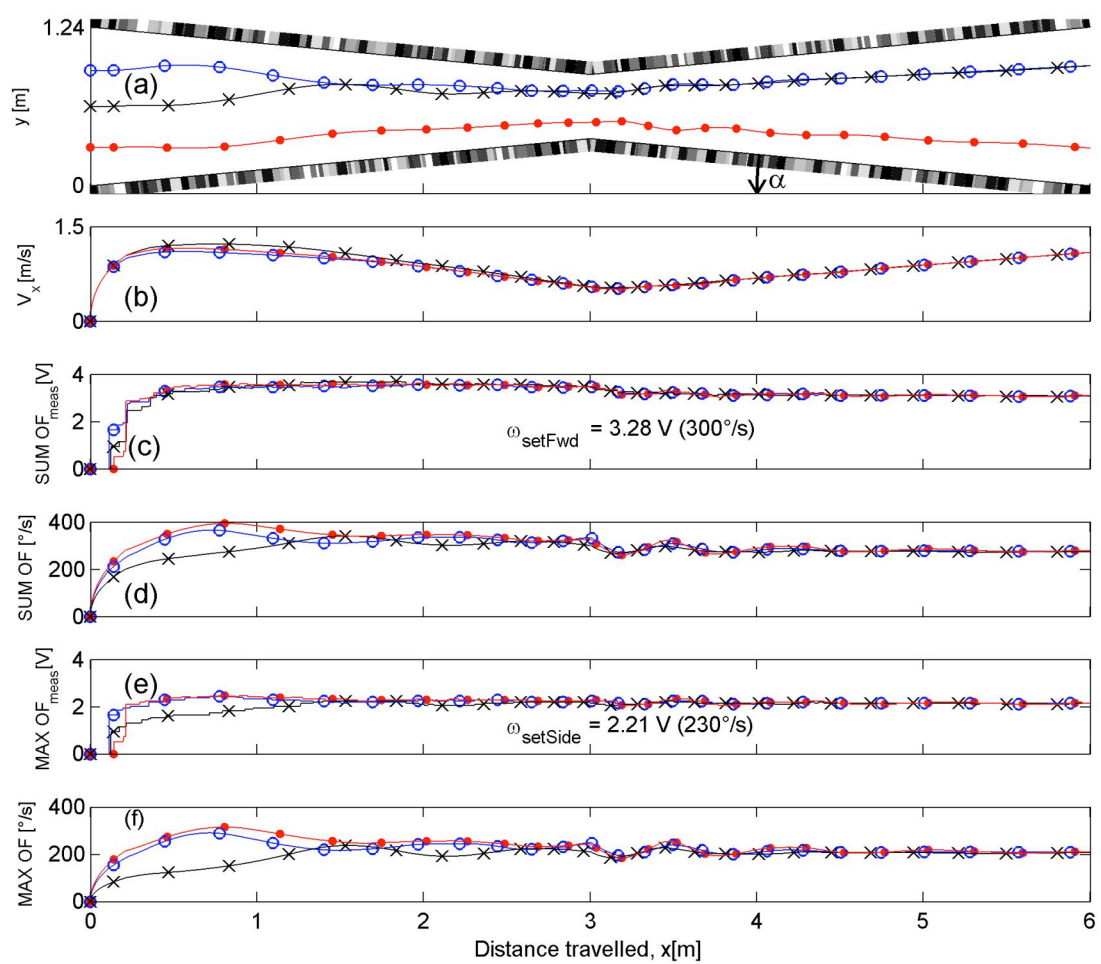 1.24
(a)
y [m]
0
α
1.5
V_x[m/s]
(b)
0
4
SUM OF_meas[V]
2
ω_setFwd = 3.28 V (300°/s)
(c)
0
400
SUM OF [°/s]
200
(d)
0
4
MAX OF_meas[V]
(e)
2
ω_setSide = 2.21 V (230°/s)
0
400
(f)
MAX OF [°/s]
200
0
0 1 2 3 4 5 6
Distance travelled, x[m]